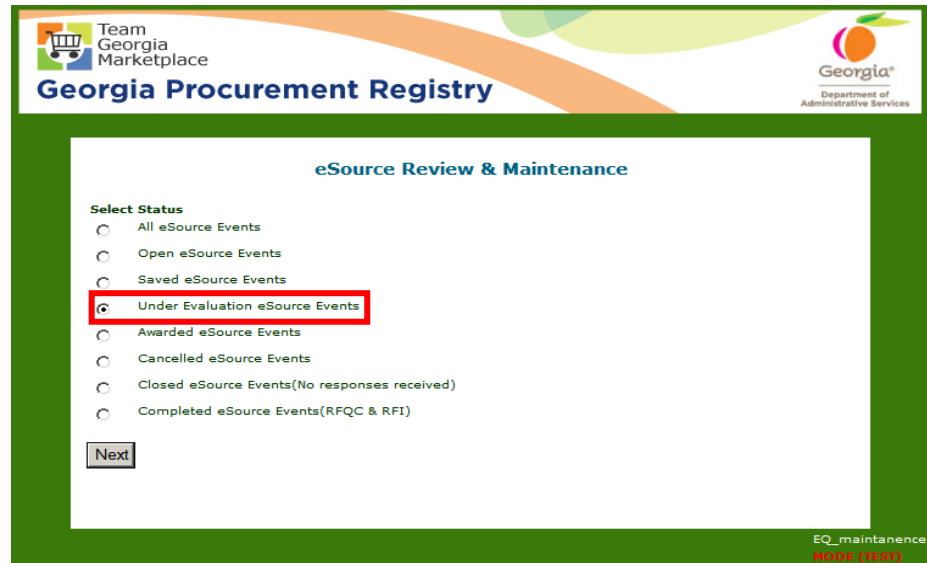 Team
Georgia
Marketplace
Georgia Procurement Registry
Georgia®
Department of
Administrative Services
eSource Review & Maintenance
Select Status
All eSource Events
Open eSource Events
Saved eSource Events
Under Evaluation eSource Events
Awarded eSource Events
Cancelled eSource Events
Closed eSource Events(No responses received)
Completed eSource Events(RFQC & RFI)
Next
EQ_maintanence
MODE (TEST)